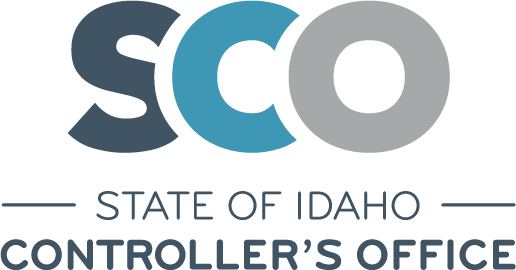 SCO
STATE OF IDAHO
CONTROLLER'S OFFICE